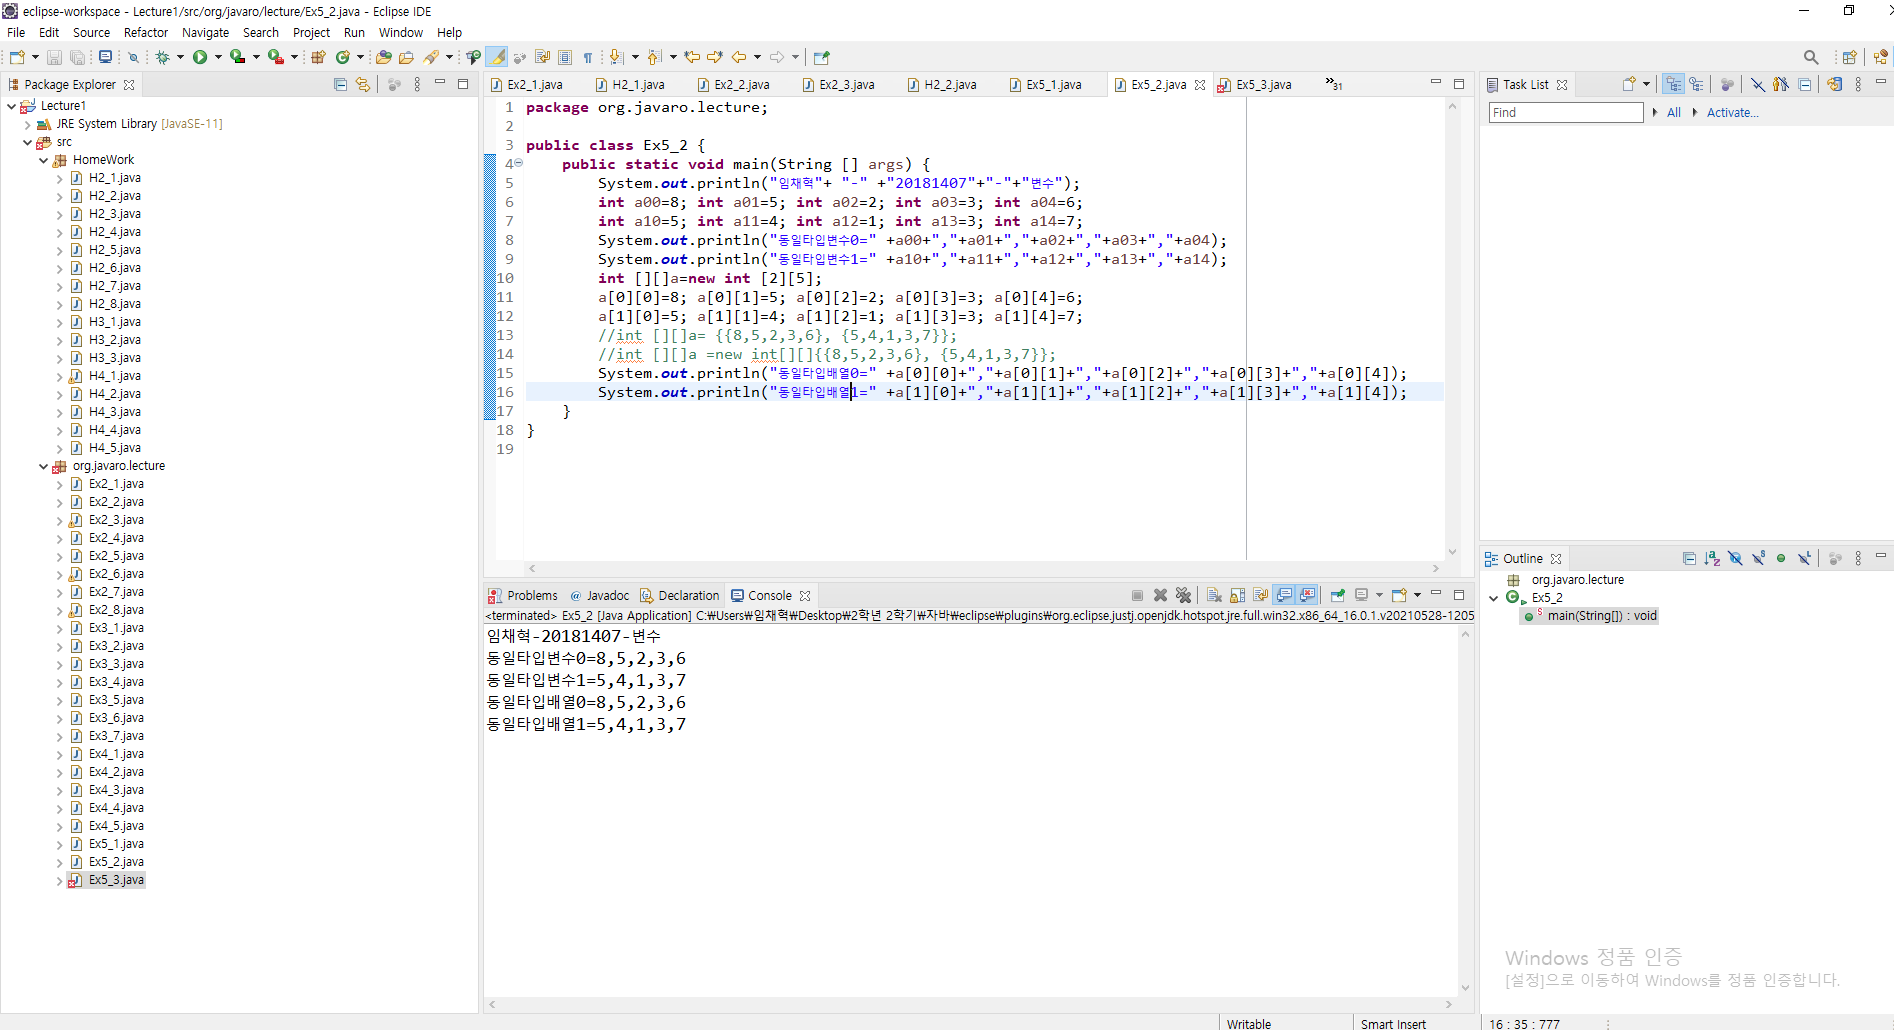 eclipse-workspace - Lecture1/src/org/javaro/lecture/Ex5_2.java - Eclipse IDE
File Edit Source Refactor Navigate Search Project Run Window Help
Package Explorer
Lecture1
JRE System Library [JavaSE-11]
src
HomeWork
H2_1.java
H2_2.java
H2_3.java
H2_4.java
H2_5.java
H2_6.java
H2_7.java
H2_8.java
H3_1.java
H3_2.java
H3_3.java
H4_1.java
H4_2.java
H4_3.java
H4_4.java
H4_5.java
org.javaro.lecture
Ex2_1.java
Ex2_2.java
Ex2_3.java
Ex2_4.java
Ex2_5.java
Ex2_6.java
Ex2_7.java
Ex2_8.java
Ex3_1.java
Ex3_2.java
Ex3_3.java
Ex3_4.java
Ex3_5.java
Ex3_6.java
Ex3_7.java
Ex4_1.java
Ex4_2.java
Ex4_3.java
Ex4_4.java
Ex4_5.java
Ex5_1.java
Ex5_2.java
Ex5_3.java
Ex2_1.java H2_1.java Ex2_2.java Ex2_3.java H2_2.java Ex5_1.java Ex5_2.java Ex5_3.java »31
1 package org.javaro.lecture;
2
3 public class Ex5_2 {
4 public static void main(String [] args) {
5 System.out.println("임채혁"+ "-" +"20181407"+"-"+"변수");
6 int a00=8; int a01=5; int a02=2; int a03=3; int a04=6;
7 int a10=5; int a11=4; int a12=1; int a13=3; int a14=7;
8 System.out.println("동일타입변수0=" +a00+","+a01+","+a02+","+a03+","+a04);
9 System.out.println("동일타입변수1=" +a10+","+a11+","+a12+","+a13+","+a14);
10 int [][]a=new int [2][5];
11 a[0][0]=8; a[0][1]=5; a[0][2]=2; a[0][3]=3; a[0][4]=6;
12 a[1][0]=5; a[1][1]=4; a[1][2]=1; a[1][3]=3; a[1][4]=7;
13 //int [][]a= {{8,5,2,3,6}, {5,4,1,3,7}};
14 //int [][]a =new int[][]{{8,5,2,3,6}, {5,4,1,3,7}};
15 System.out.println("동일타입배열0=" +a[0][0]+","+a[0][1]+","+a[0][2]+","+a[0][3]+","+a[0][4]);
16 System.out.println("동일타입배열1=" +a[1][0]+","+a[1][1]+","+a[1][2]+","+a[1][3]+","+a[1][4]);
17 }
18 }
19
Problems @ Javadoc Declaration Console
<terminated> Ex5_2 [Java Application] C:₩Users₩임채혁₩Desktop₩2학년 2학기₩자바₩eclipse₩plugins₩org.eclipse.justj.openjdk.hotspot.jre.full.win32.x86_64_16.0.1.v20210528-1205
임채혁-20181407-변수
동일타입변수0=8,5,2,3,6
동일타입변수1=5,4,1,3,7
동일타입배열0=8,5,2,3,6
동일타입배열1=5,4,1,3,7
Task List
Find All Activate...
Outline
org.javaro.lecture
Ex5_2
main(String[]) : void
Windows 정품 인증
[설정]으로 이동하여 Windows를 정품 인증합니다.
Writable Smart Insert 16 : 35 : 777